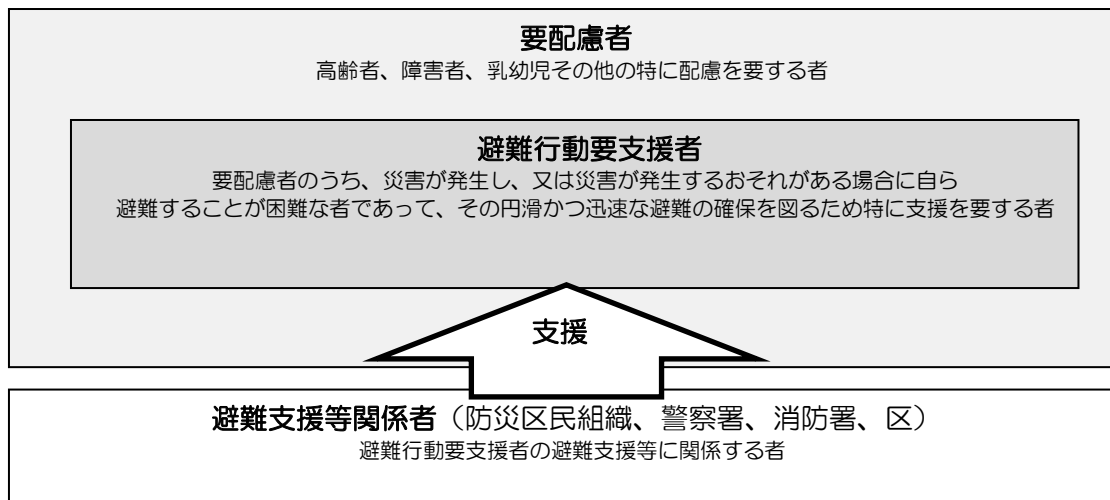 要配慮者
高齢者、障害者、乳幼児その他の特に配慮を要する者
避難行動要支援者
要配慮者のうち、災害が発生し、又は災害が発生するおそれがある場合に自ら
避難することが困難な者であって、その円滑かつ迅速な避難の確保を図るため特に支援を要する者
支援
避難支援等関係者（防災区民組織、警察署、消防署、区）
避難行動要支援者の避難支援等に関係する者